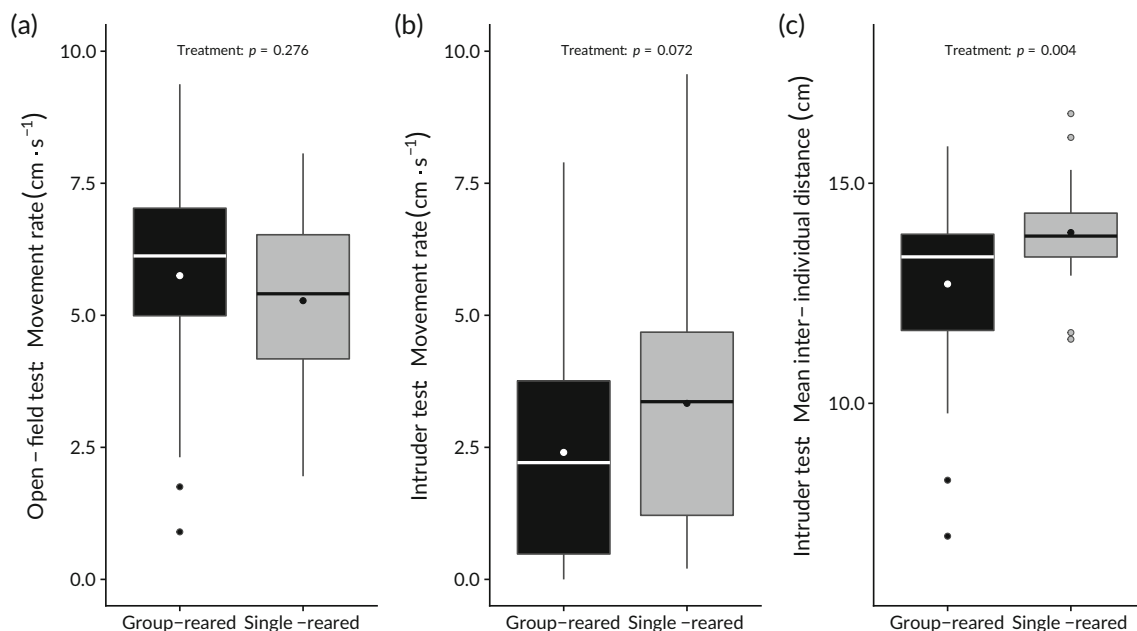 (a)
Treatment: p = 0.276
Open – field test: Movement rate (cm · s⁻¹)
10.0
7.5
5.0
2.5
0.0
Group–reared Single –reared
(b)
Treatment: p = 0.072
Intruder test Movement rate (cm · s⁻¹)
10.0
7.5
5.0
2.5
0.0
Group–reared Single –reared
(c)
Treatment: p = 0.004
Intruder test Mean inter – individual distance (cm)
15.0
10.0
Group–reared Single –reared